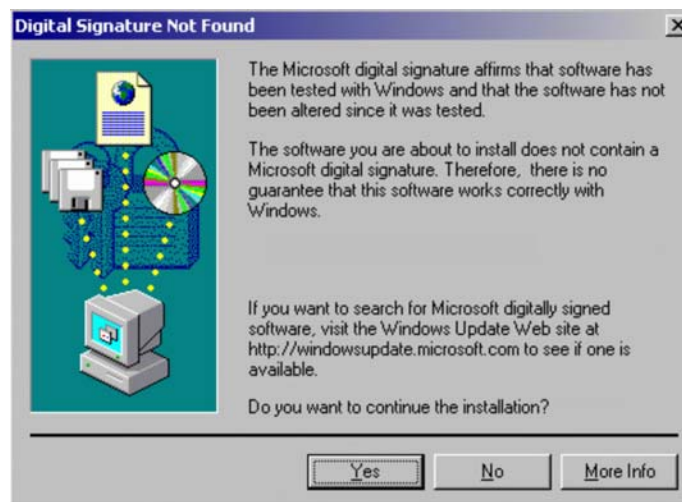 Digital Signature Not Found
The Microsoft digital signature affirms that software has
been tested with Windows and that the software has not
been altered since it was tested.
The software you are about to install does not contain a
Microsoft digital signature. Therefore, there is no
guarantee that this software works correctly with
Windows.
If you want to search for Microsoft digitally signed
software, visit the Windows Update Web site at
http://windowsupdate.microsoft.com to see if one is
available.
Do you want to continue the installation?
Yes No More Info